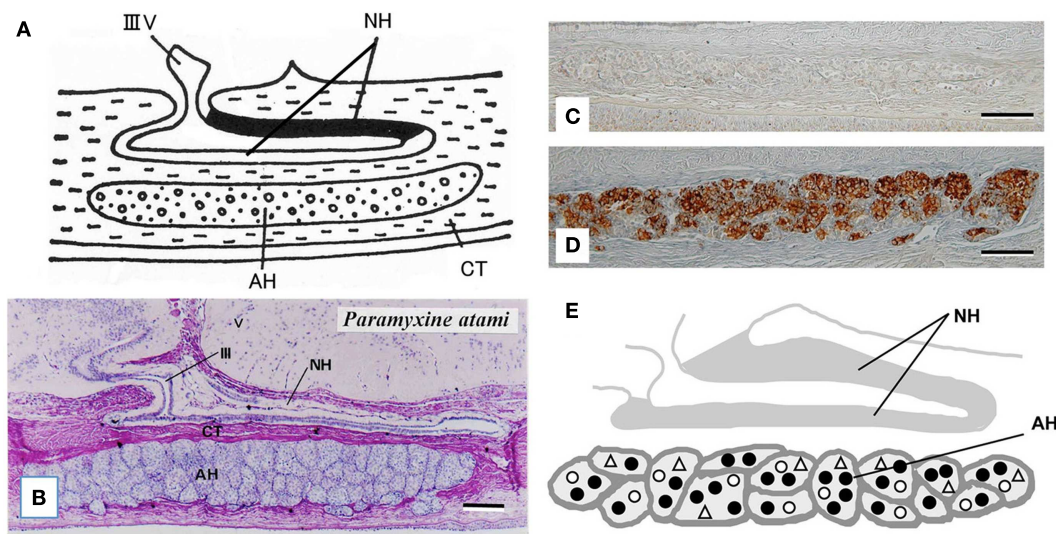 A
III V
NH
AH
CT
B
V
Paramyxine atami
III
NH
CT
AH
C
D
E
NH
AH